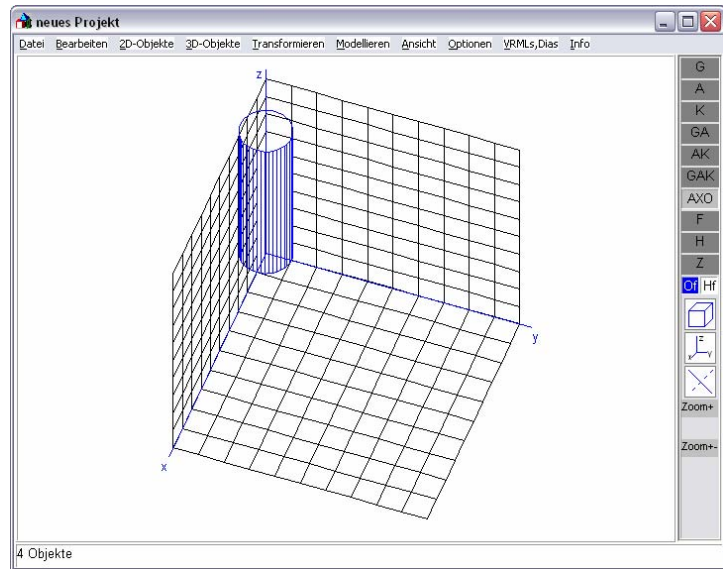 neues Projekt
Datei Bearbeiten 2D-Objekte 3D-Objekte Transformieren Modellieren Ansicht Optionen VRMLs,Dias Info
G
A
K
GA
AK
GAK
AXO
F
H
Z
Of Hf
z
y
x
z
x y
Zoom+
Zoom+-
4 Objekte